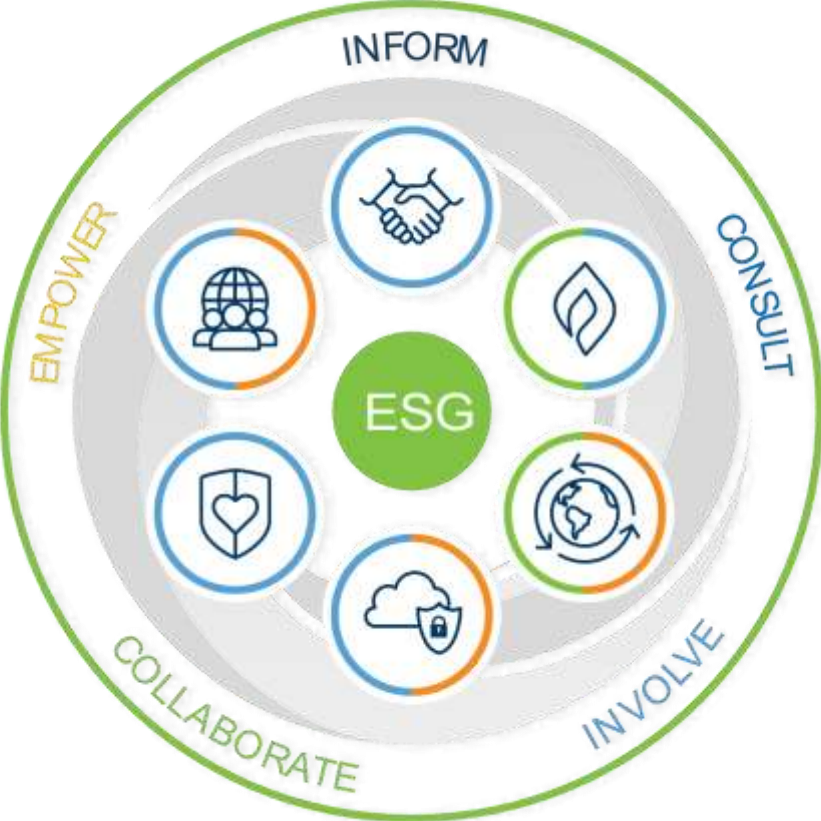 INFORM
CONSULT
INVOLVE
COLLABORATE
EMPOWER
ESG